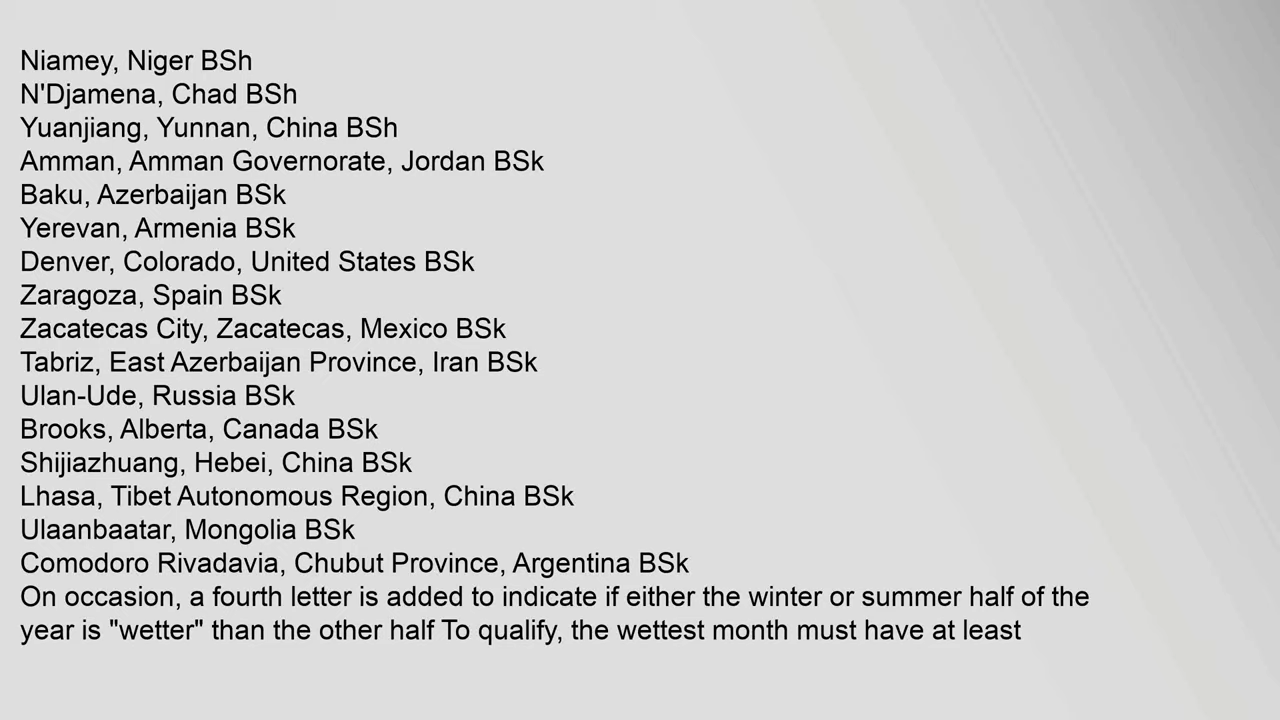 Niamey, Niger BSh
N'Djamena, Chad BSh
Yuanjiang, Yunnan, China BSh
Amman, Amman Governorate, Jordan BSk
Baku, Azerbaijan BSk
Yerevan, Armenia BSk
Denver, Colorado, United States BSk
Zaragoza, Spain BSk
Zacatecas City, Zacatecas, Mexico BSk
Tabriz, East Azerbaijan Province, Iran BSk
Ulan-Ude, Russia BSk
Brooks, Alberta, Canada BSk
Shijiazhuang, Hebei, China BSk
Lhasa, Tibet Autonomous Region, China BSk
Ulaanbaatar, Mongolia BSk
Comodoro Rivadavia, Chubut Province, Argentina BSk
On occasion, a fourth letter is added to indicate if either the winter or summer half of the
year is "wetter" than the other half To qualify, the wettest month must have at least